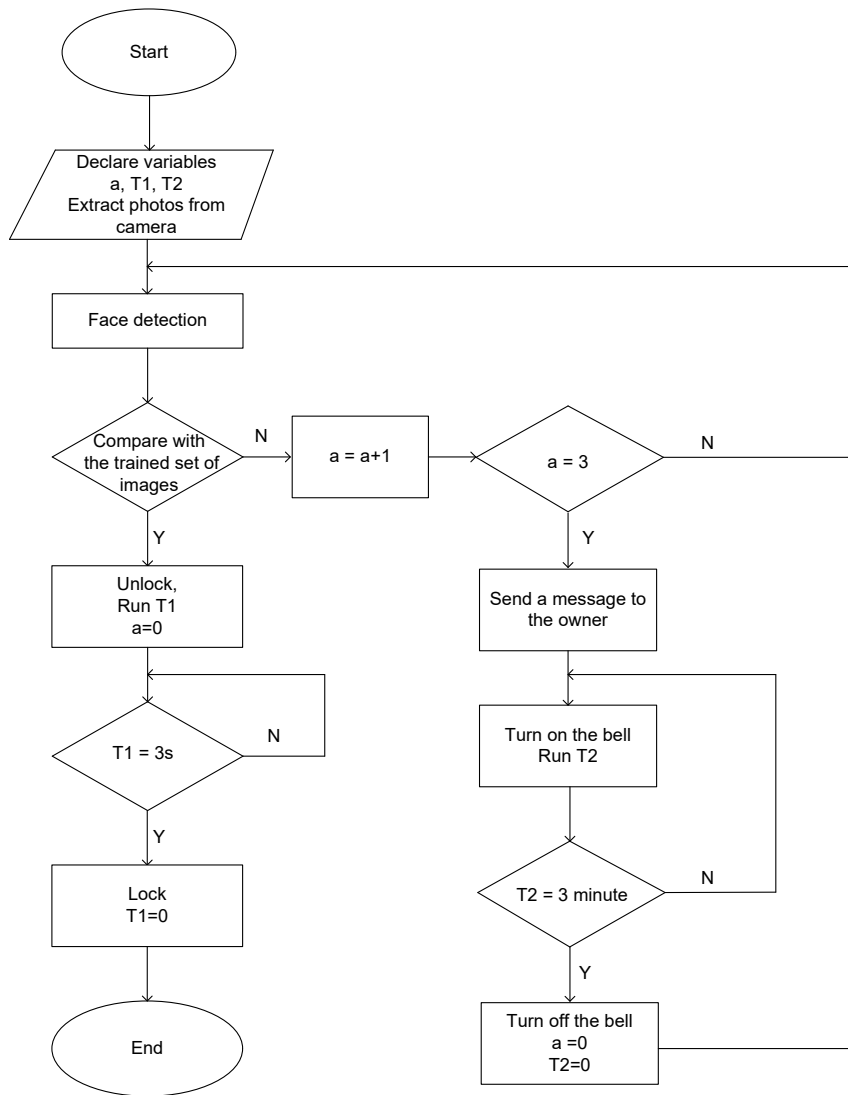 Start
Declare variables
a, T1, T2
Extract photos from
camera
Face detection
Compare with
the trained set of
images
N
a = a+1
a = 3
N
Y
Y
Unlock,
Run T1
a=0
Send a message to
the owner
T1 = 3s
N
Turn on the bell
Run T2
Y
Lock
T1=0
T2 = 3 minute
N
Y
End
Turn off the bell
a =0
T2=0